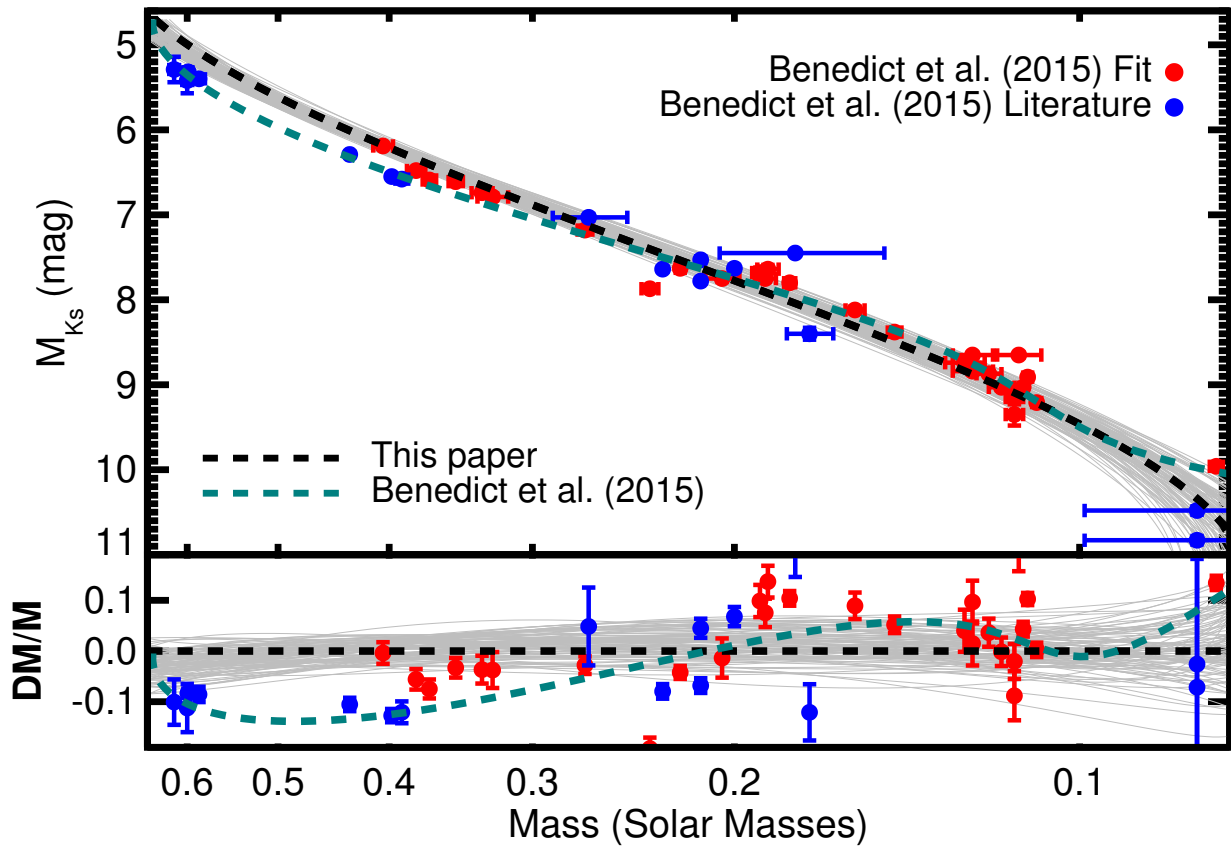 5
6
7
8
9
10
11
M_Ks (mag)
Benedict et al. (2015) Fit
Benedict et al. (2015) Literature
This paper
Benedict et al. (2015)
0.1
0.0
-0.1
DM/M
0.6 0.5 0.4 0.3 0.2 0.1
Mass (Solar Masses)